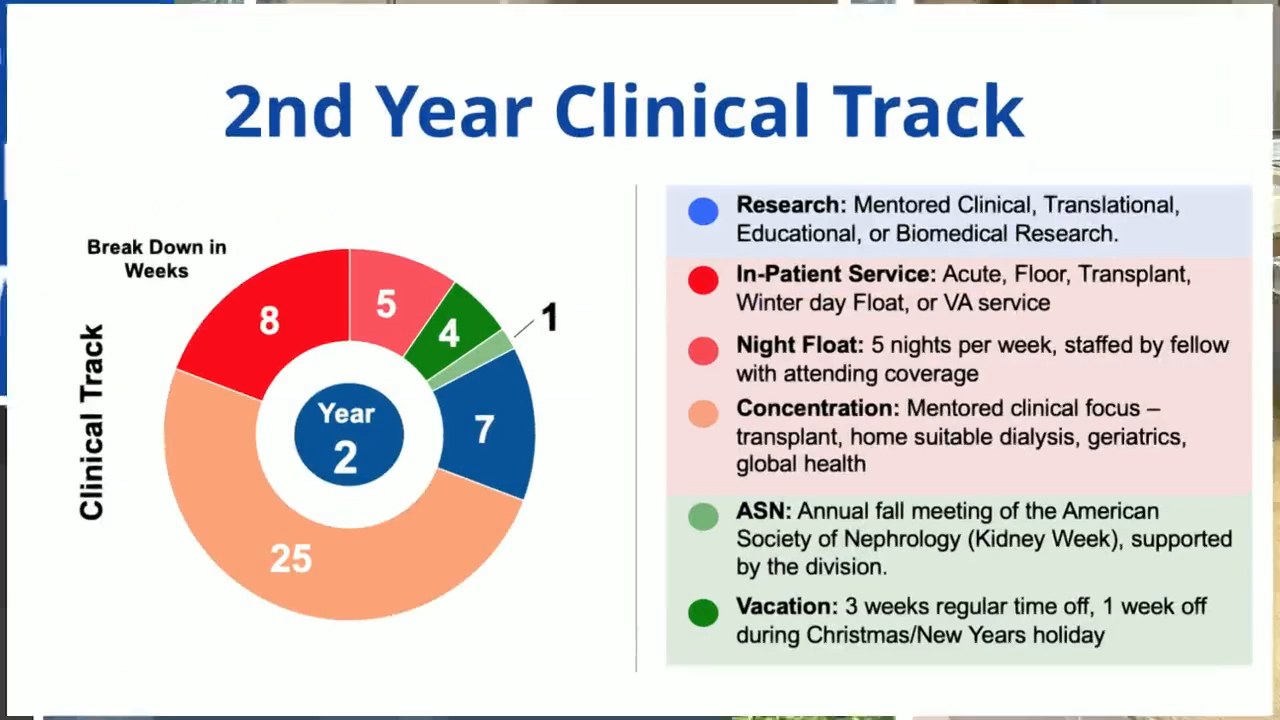 2nd Year Clinical Track
Break Down in
Weeks
Clinical Track
8
5
4
1
7
25
Year
2
Research: Mentored Clinical, Translational,
Educational, or Biomedical Research.
In-Patient Service: Acute, Floor, Transplant,
Winter day Float, or VA service
Night Float: 5 nights per week, staffed by fellow
with attending coverage
Concentration: Mentored clinical focus –
transplant, home suitable dialysis, geriatrics,
global health
ASN: Annual fall meeting of the American
Society of Nephrology (Kidney Week), supported
by the division.
Vacation: 3 weeks regular time off, 1 week off
during Christmas/New Years holiday